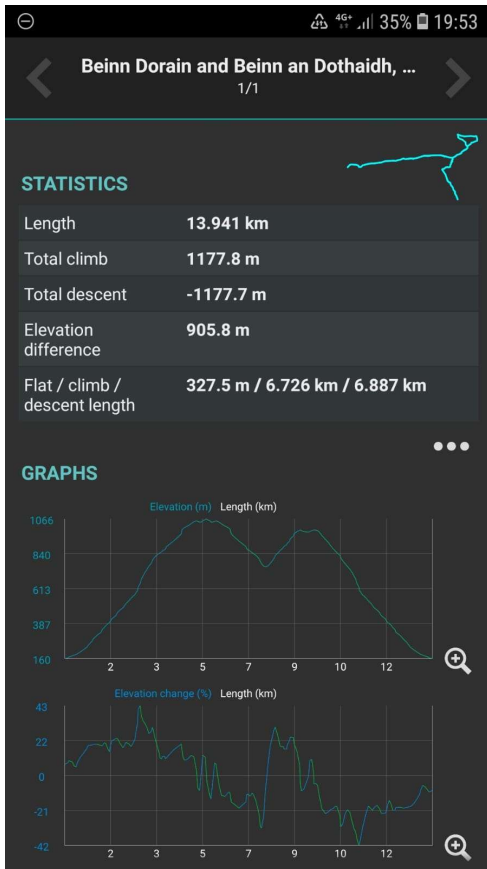 4G+ 35% 19:53
Beinn Dorain and Beinn an Dothaidh, ...
1/1
STATISTICS
Length 13.941 km
Total climb 1177.8 m
Total descent -1177.7 m
Elevation difference 905.8 m
Flat / climb / descent length 327.5 m / 6.726 km / 6.887 km
GRAPHS
Elevation (m) Length (km)
1066
840
613
387
160
2 3 5 7 9 10 12
Elevation change (%) Length (km)
43
22
0
-21
-42
2 3 5 7 9 10 12